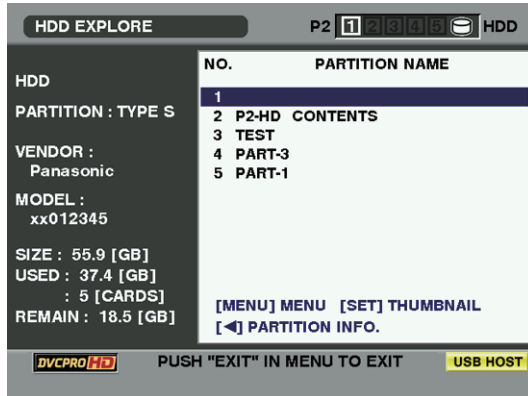 HDD EXPLORE
P2 1 2 3 4 5 HDD
HDD
PARTITION : TYPE S
VENDOR :
Panasonic
MODEL :
xx012345
SIZE : 55.9 [GB]
USED : 37.4 [GB]
: 5 [CARDS]
REMAIN : 18.5 [GB]
NO. PARTITION NAME
1
2 P2-HD CONTENTS
3 TEST
4 PART-3
5 PART-1
[MENU] MENU [SET] THUMBNAIL
[◀] PARTITION INFO.
DVCPRO HD PUSH "EXIT" IN MENU TO EXIT USB HOST